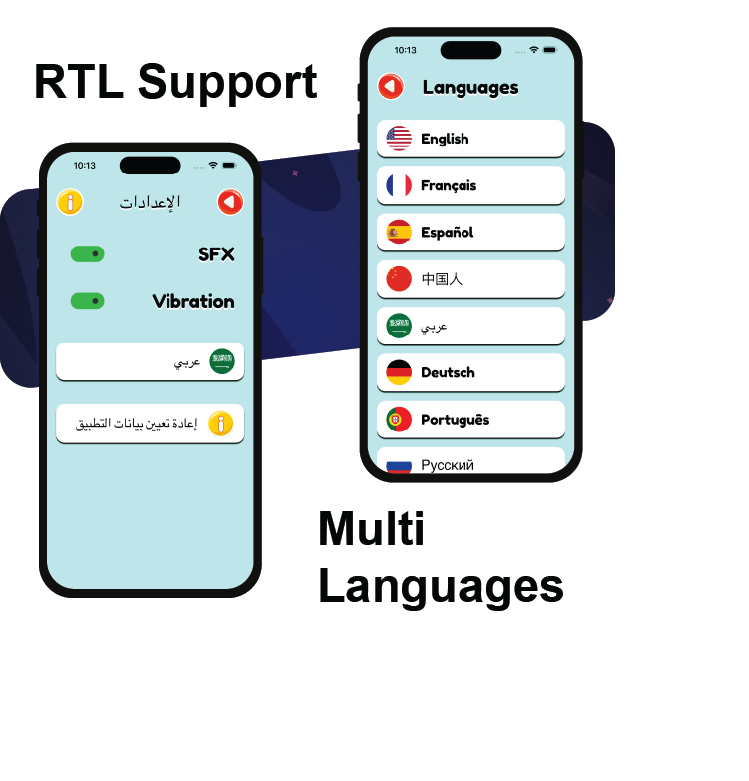 RTL Support
10:13
الإعدادات
SFX
Vibration
عربي
إعادة تعيين بيانات التطبيق
10:13
Languages
English
Français
Español
中国人
عربي
Deutsch
Português
Русский
Multi
Languages